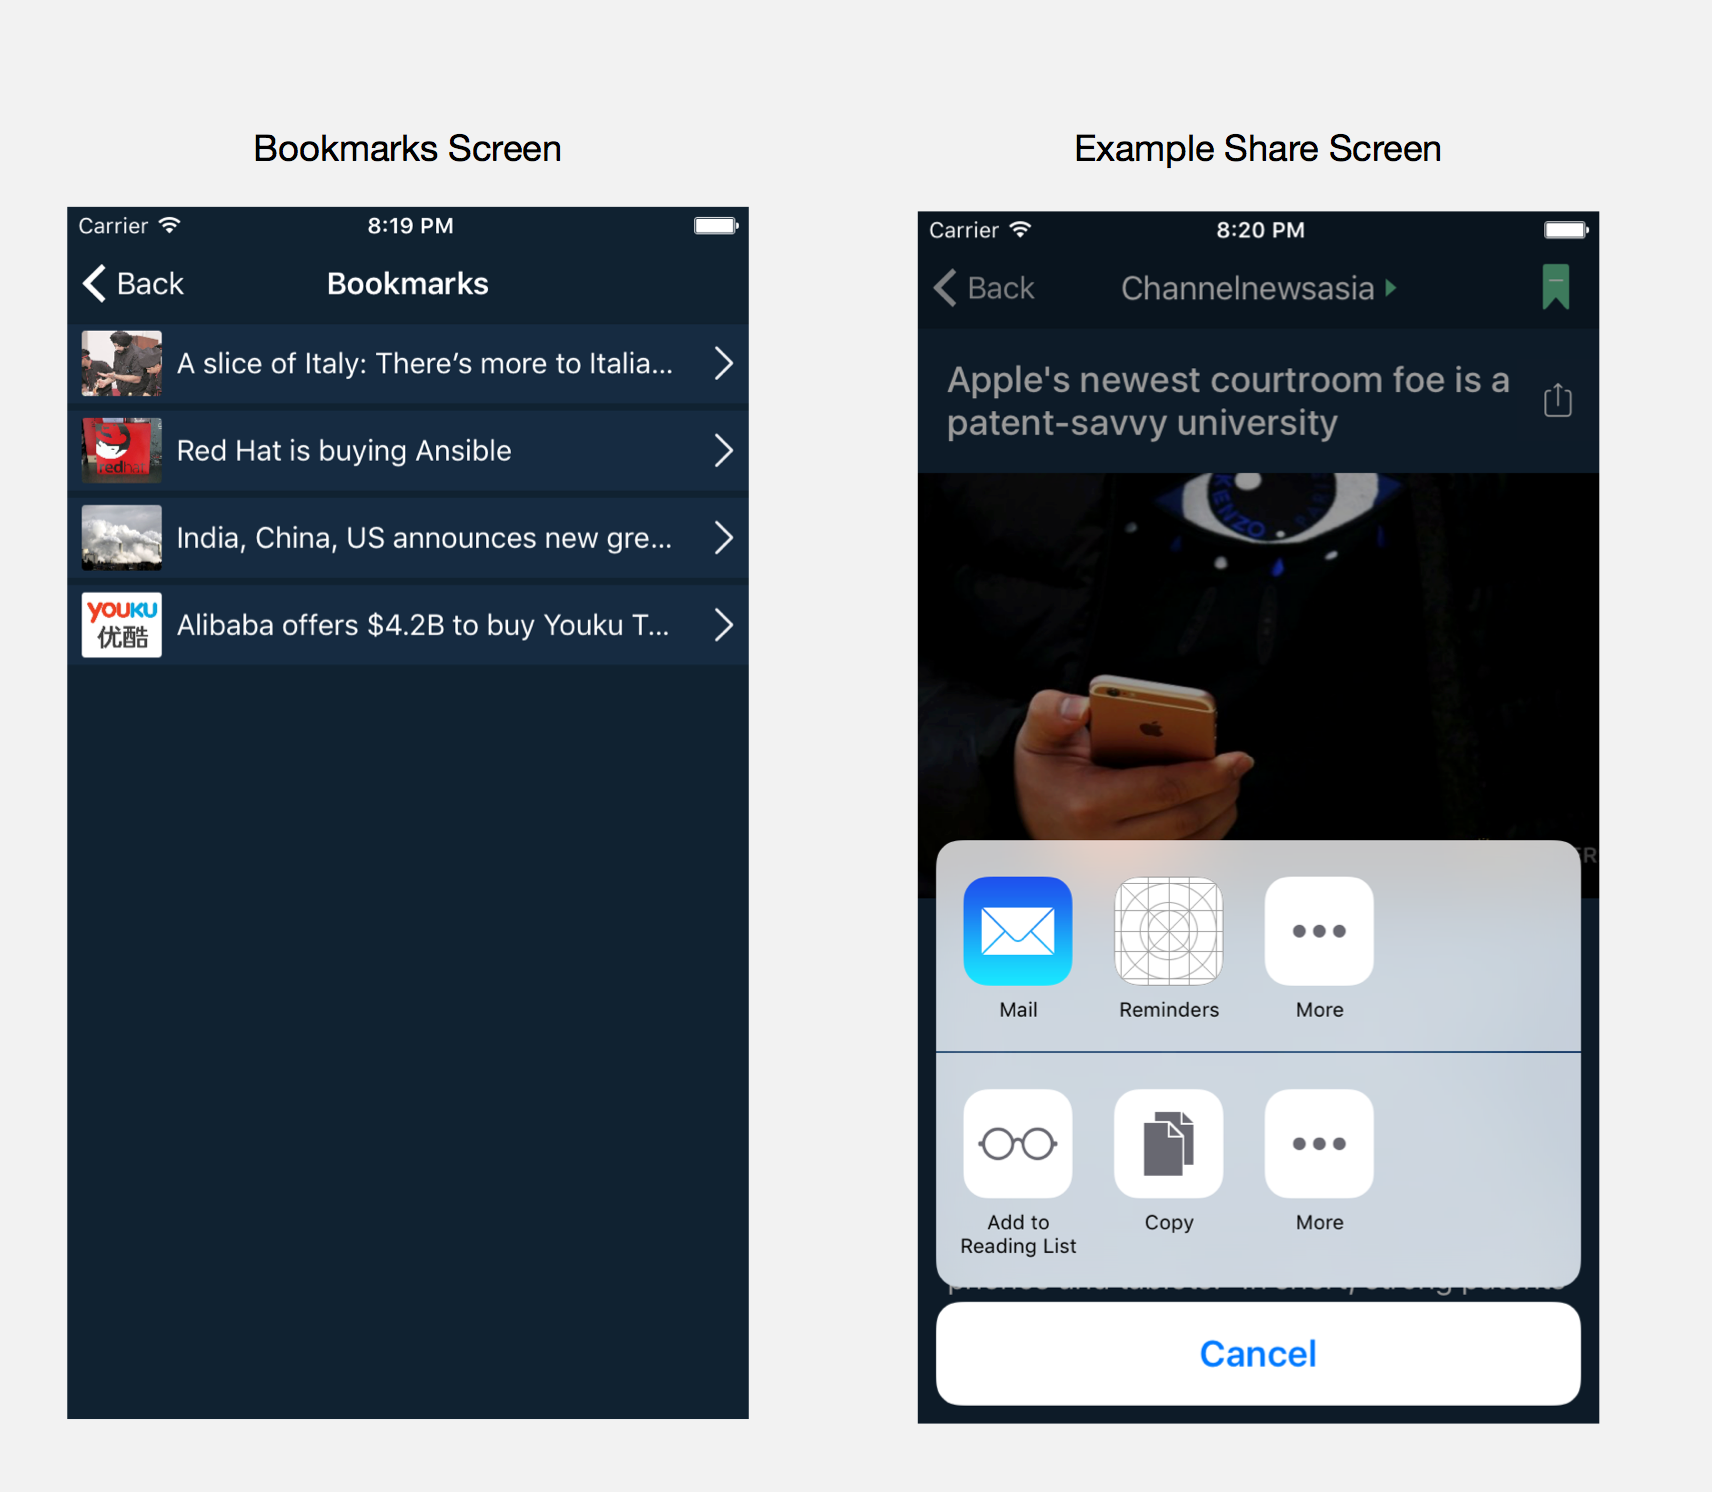 Bookmarks Screen
Carrier 8:19 PM
Back Bookmarks
A slice of Italy: There’s more to Italia...
redhat
Red Hat is buying Ansible
India, China, US announces new gre...
YOUKU
优酷
Alibaba offers $4.2B to buy Youku T...
Example Share Screen
Carrier 8:20 PM
Back Channelnewsasia
Apple's newest courtroom foe is a
patent-savvy university
KENZO PARIS
Mail Reminders More
Add to
Reading List
Copy
More
Cancel